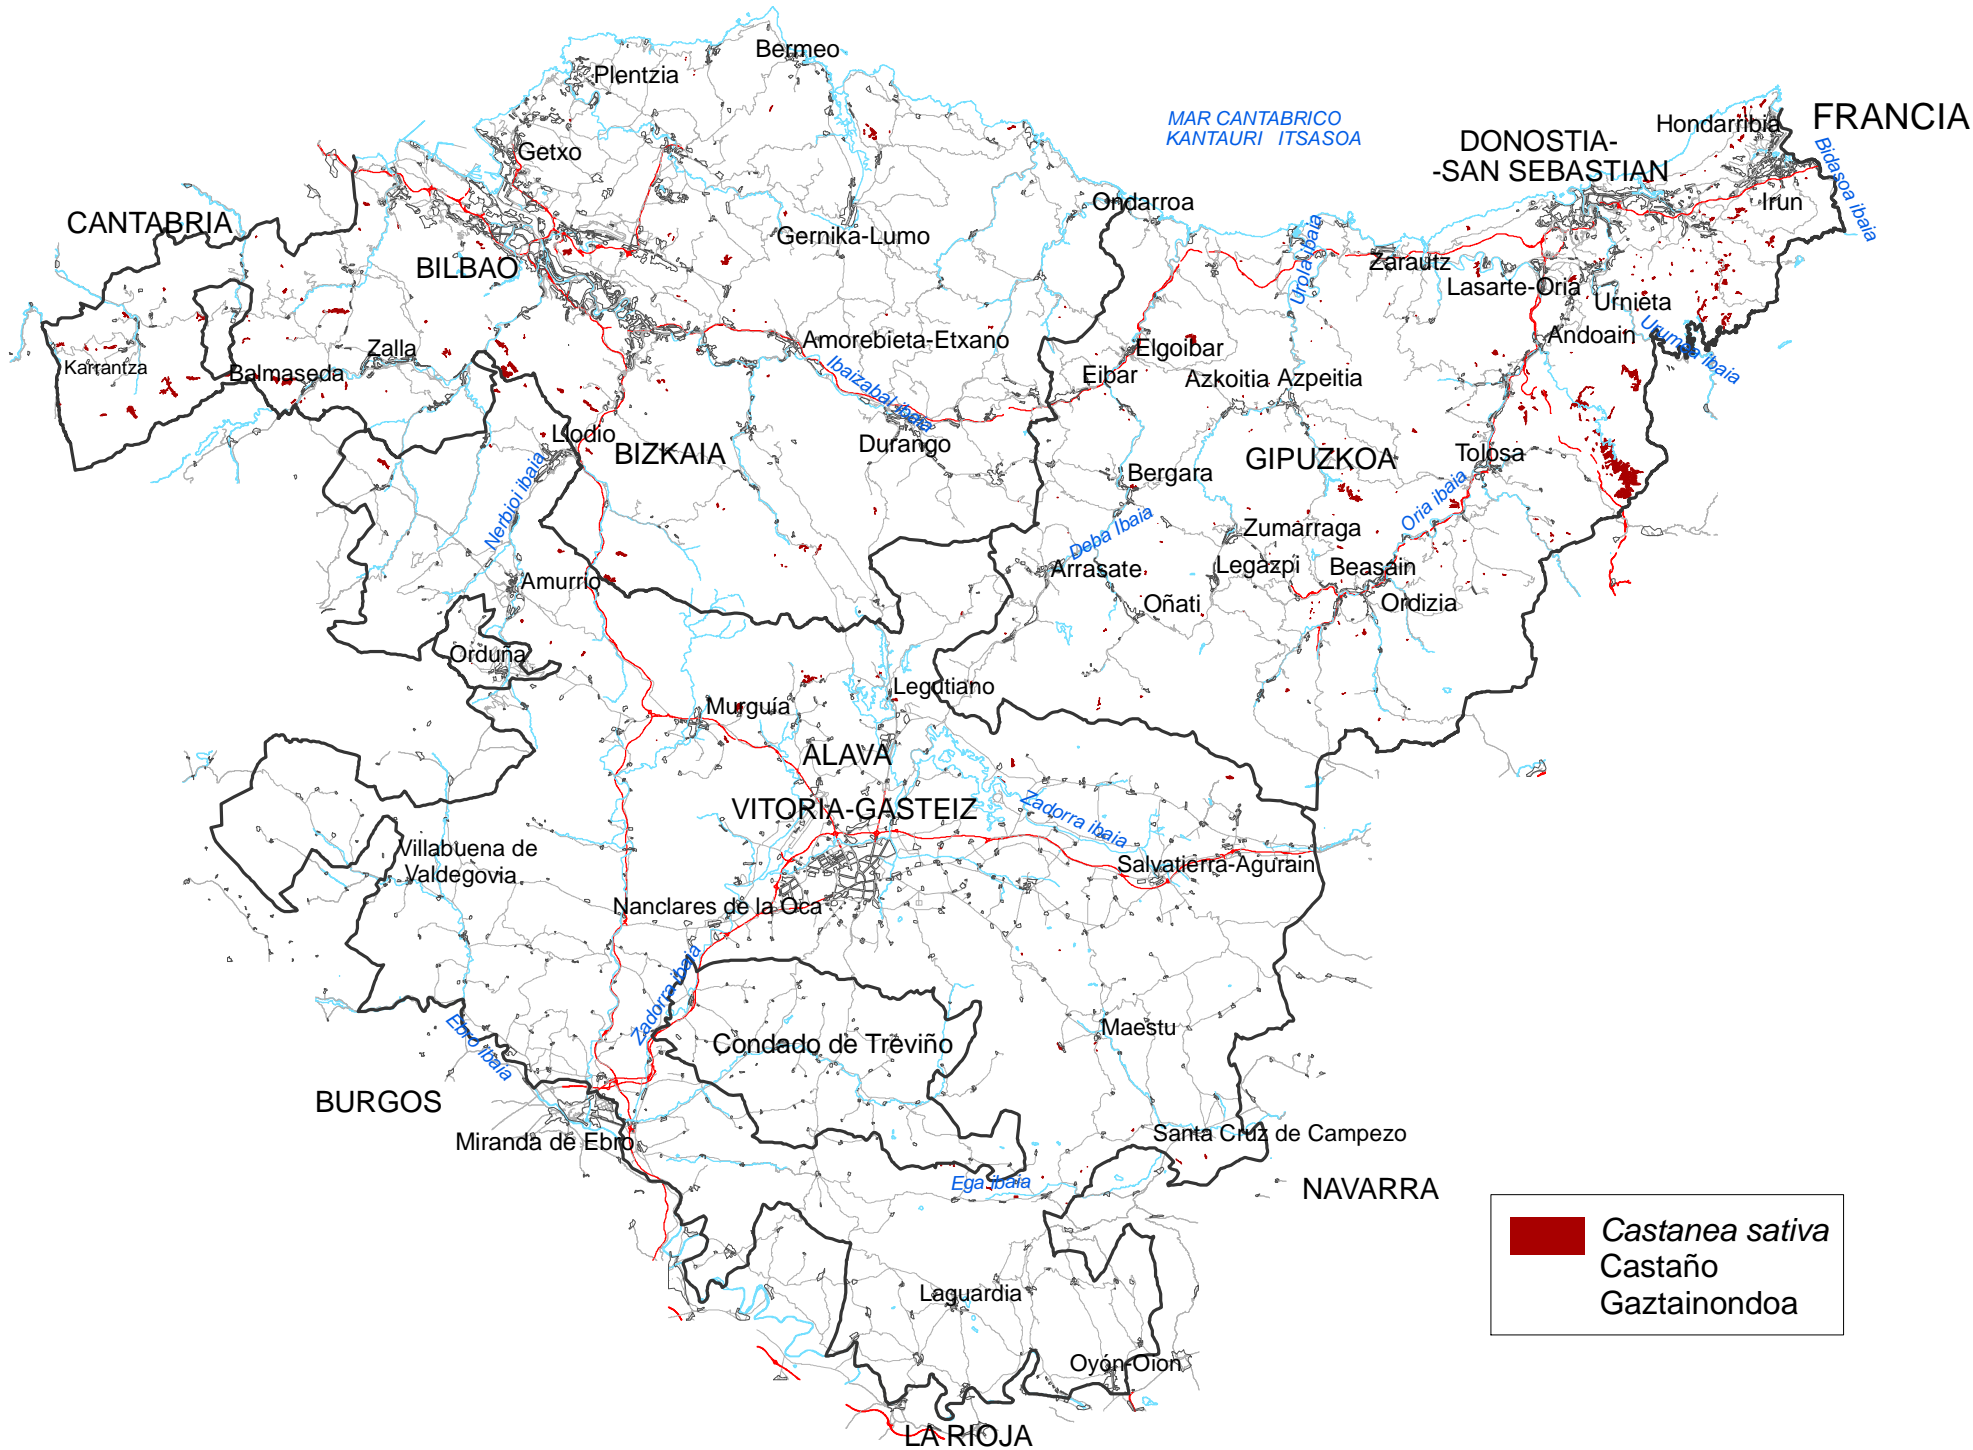 Bermeo
Plentzia
MAR CANTABRICO
KANTAURI ITSASOA
Hondarribia
FRANCIA
DONOSTIA-
-SAN SEBASTIAN
Getxo
Bidasoa ibaia
Irun
CANTABRIA
Ondarroa
Gernika-Lumo
BILBAO
Urola ibaia
Zarautz
Lasarte-Oria
Urnieta
Andoain
Urumea ibaia
Karrantza
Zalla
Balmaseda
Amorebieta-Etxano
Ibaizabal ibaia
Elgoibar
Eibar
Azkoitia
Azpeitia
Durango
Llodio
BIZKAIA
Nerbioi ibaia
Bergara
GIPUZKOA
Tolosa
Oria ibaia
Deba Ibaia
Zumarraga
Arrasate
Legazpi
Beasain
Amurrio
Oñati
Ordizia
Orduña
Legutiano
Murguía
ALAVA
VITORIA-GASTEIZ
Zadorra ibaia
Villabuena de
Valdegovia
Salvatierra-Agurain
Nanclares de la Oca
Zadorra ibaia
Ebro ibaia
Condado de Treviño
Maestu
BURGOS
Miranda de Ebro
Santa Cruz de Campezo
Ega ibaia
NAVARRA
Laguardia
Oyón-Oion
LA RIOJA
Castanea sativa
Castaño
Gaztainondoa